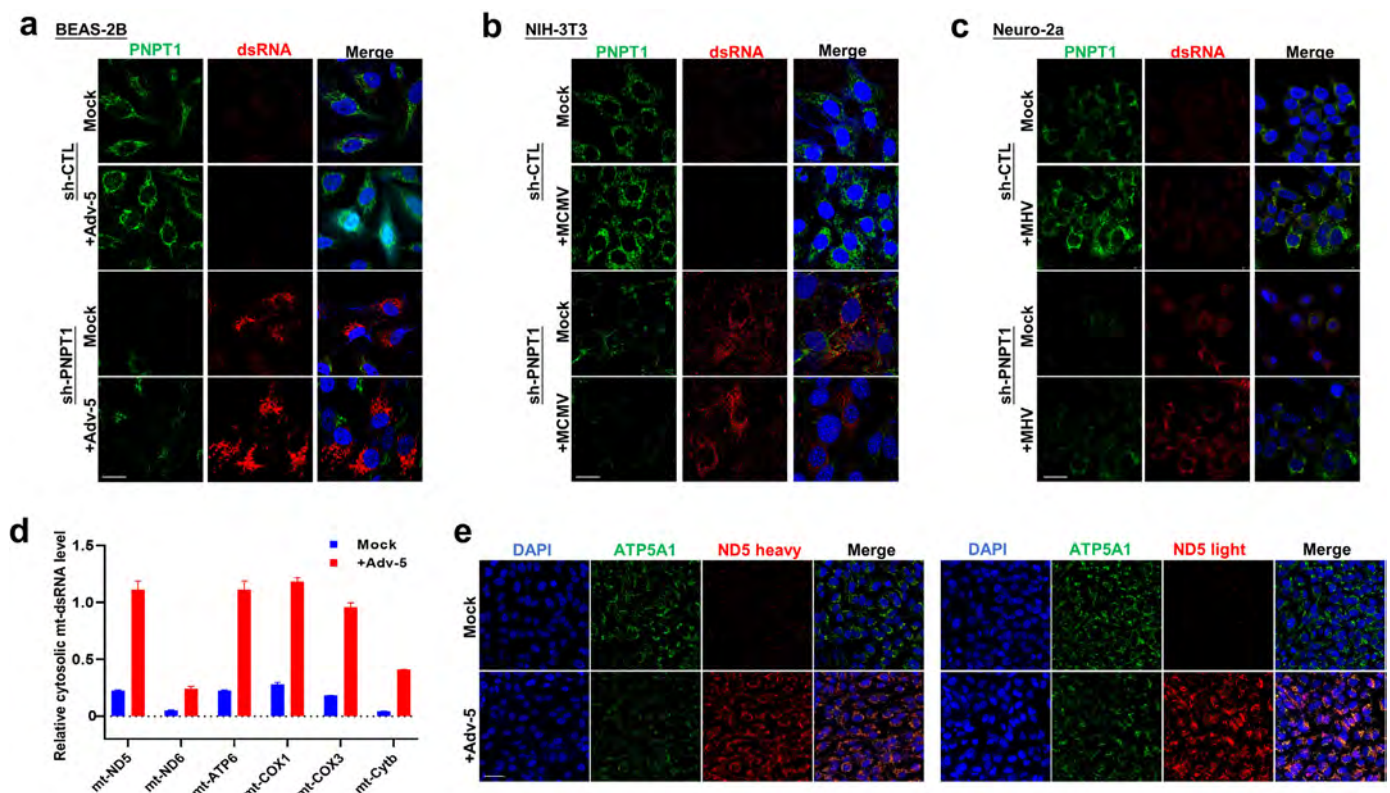 a BEAS-2B
PNPT1 dsRNA Merge
sh-CTL
Mock
+Adv-5
sh-PNPT1
Mock
+Adv-5
b NIH-3T3
PNPT1 dsRNA Merge
sh-CTL
Mock
+MCMV
sh-PNPT1
Mock
+MCMV
c Neuro-2a
PNPT1 dsRNA Merge
sh-CTL
Mock
+MHV
sh-PNPT1
Mock
+MHV
d
Relative cytosolic mt-dsRNA level
1.5
1.0
0.5
0
Mock
+Adv-5
mt-ND5 mt-ND6 mt-ATP6 mt-COX1 mt-COX3 mt-Cytb
e
DAPI ATP5A1 ND5 heavy Merge
DAPI ATP5A1 ND5 light Merge
Mock
+Adv-5